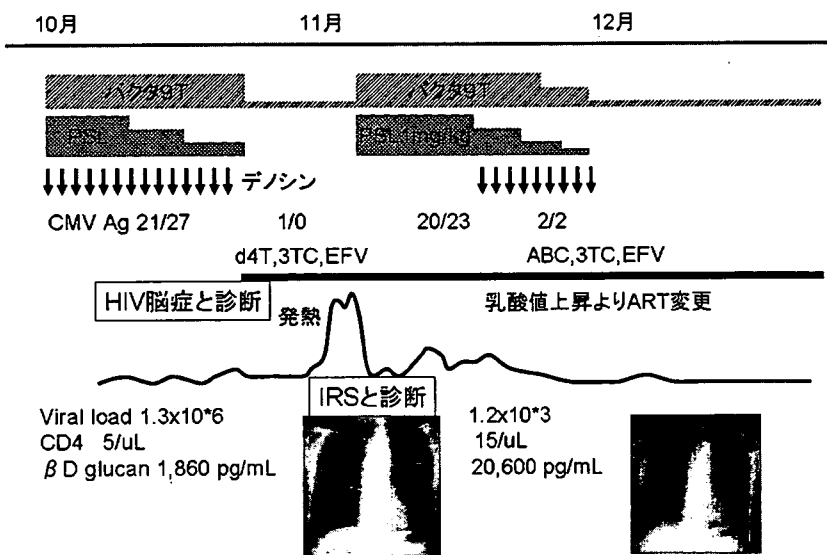 10月 11月 12月
バクタ9T バクタ9T
PSL PSL1mg/kg
デノシン
CMV Ag 21/27 1/0 20/23 2/2
d4T,3TC,EFV ABC,3TC,EFV
HIV脳症と診断 発熱 乳酸値上昇よりART変更
IRSと診断
Viral load 1.3x10*6 1.2x10*3
CD4 5/uL 15/uL
βD glucan 1,860 pg/mL 20,600 pg/mL